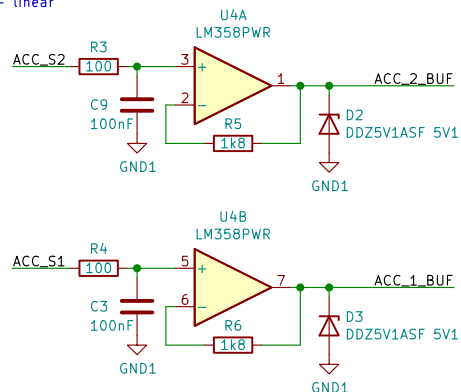 - linear
U4A
LM358PWR
R3
ACC_S2
100
3
+
1
ACC_2_BUF
C9
100nF
2
-
D2
DDZ5V1ASF 5V1
R5
1k8
GND1
GND1
U4B
LM358PWR
R4
ACC_S1
100
5
+
7
ACC_1_BUF
C3
100nF
6
-
D3
DDZ5V1ASF 5V1
R6
1k8
GND1
GND1